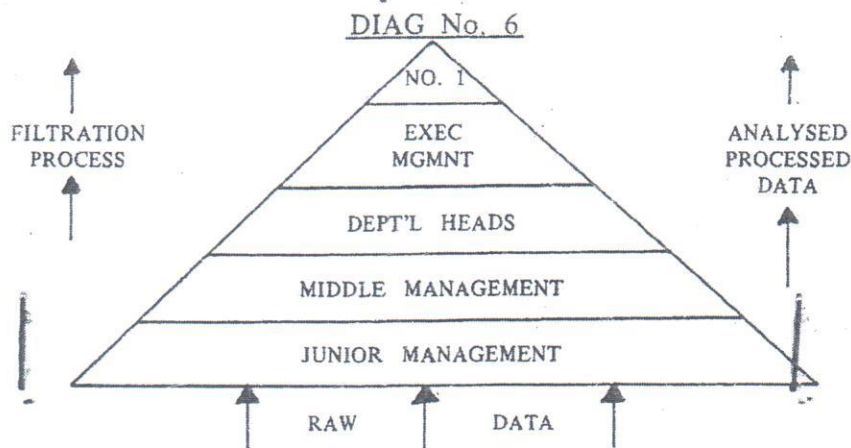 DIAG No. 6
NO. 1
FILTRATION
PROCESS
EXEC
MGMNT
ANALYSED
PROCESSED
DATA
DEPT'L HEADS
MIDDLE MANAGEMENT
JUNIOR MANAGEMENT
RAW DATA